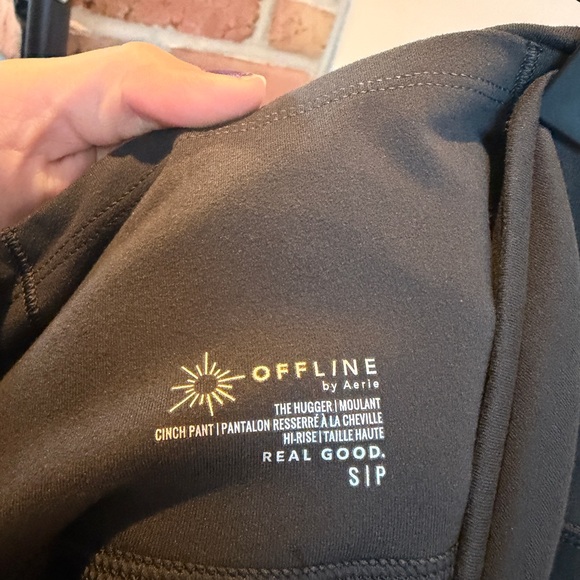 OFFLINE
by Aerie
THE HUGGER | MOULANT
CINCH PANT | PANTALON RESSERRÉ À LA CHEVILLE
HI-RISE | TAILLE HAUTE
REAL GOOD.
S | P